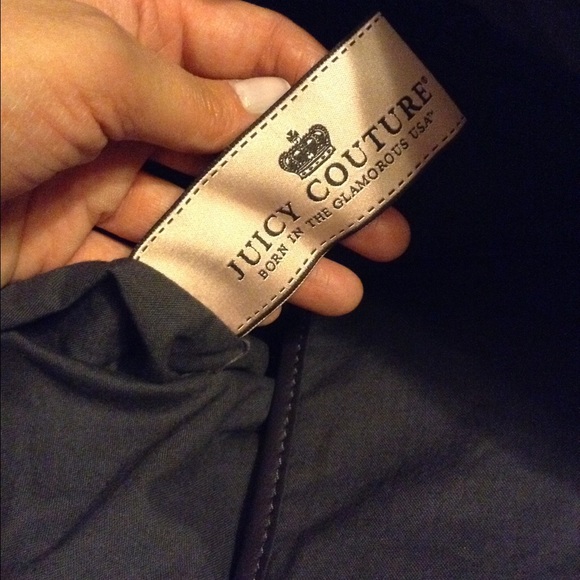 JUICY COUTURE®
BORN IN THE GLAMOROUS USA™